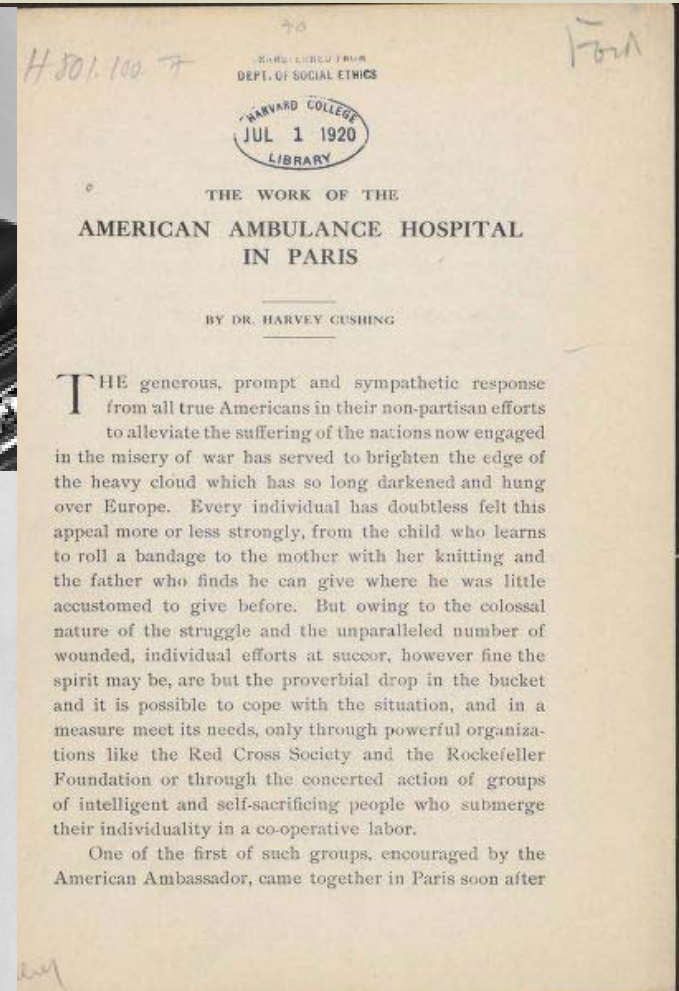 H 801.100
Ford
TRANSFERRED FROM
DEPT. OF SOCIAL ETHICS
HARVARD COLLEGE
JUL 1 1920
LIBRARY
THE WORK OF THE
AMERICAN AMBULANCE HOSPITAL
IN PARIS
BY DR. HARVEY CUSHING
THE generous, prompt and sympathetic response
from all true Americans in their non-partisan efforts
to alleviate the suffering of the nations now engaged
in the misery of war has served to brighten the edge of
the heavy cloud which has so long darkened and hung
over Europe. Every individual has doubtless felt this
appeal more or less strongly, from the child who learns
to roll a bandage to the mother with her knitting and
the father who finds he can give where he was little
accustomed to give before. But owing to the colossal
nature of the struggle and the unparalleled number of
wounded, individual efforts at succor, however fine the
spirit may be, are but the proverbial drop in the bucket
and it is possible to cope with the situation, and in a
measure meet its needs, only through powerful organiza-
tions like the Red Cross Society and the Rockefeller
Foundation or through the concerted action of groups
of intelligent and self-sacrificing people who submerge
their individuality in a co-operative labor.
One of the first of such groups, encouraged by the
American Ambassador, came together in Paris soon after